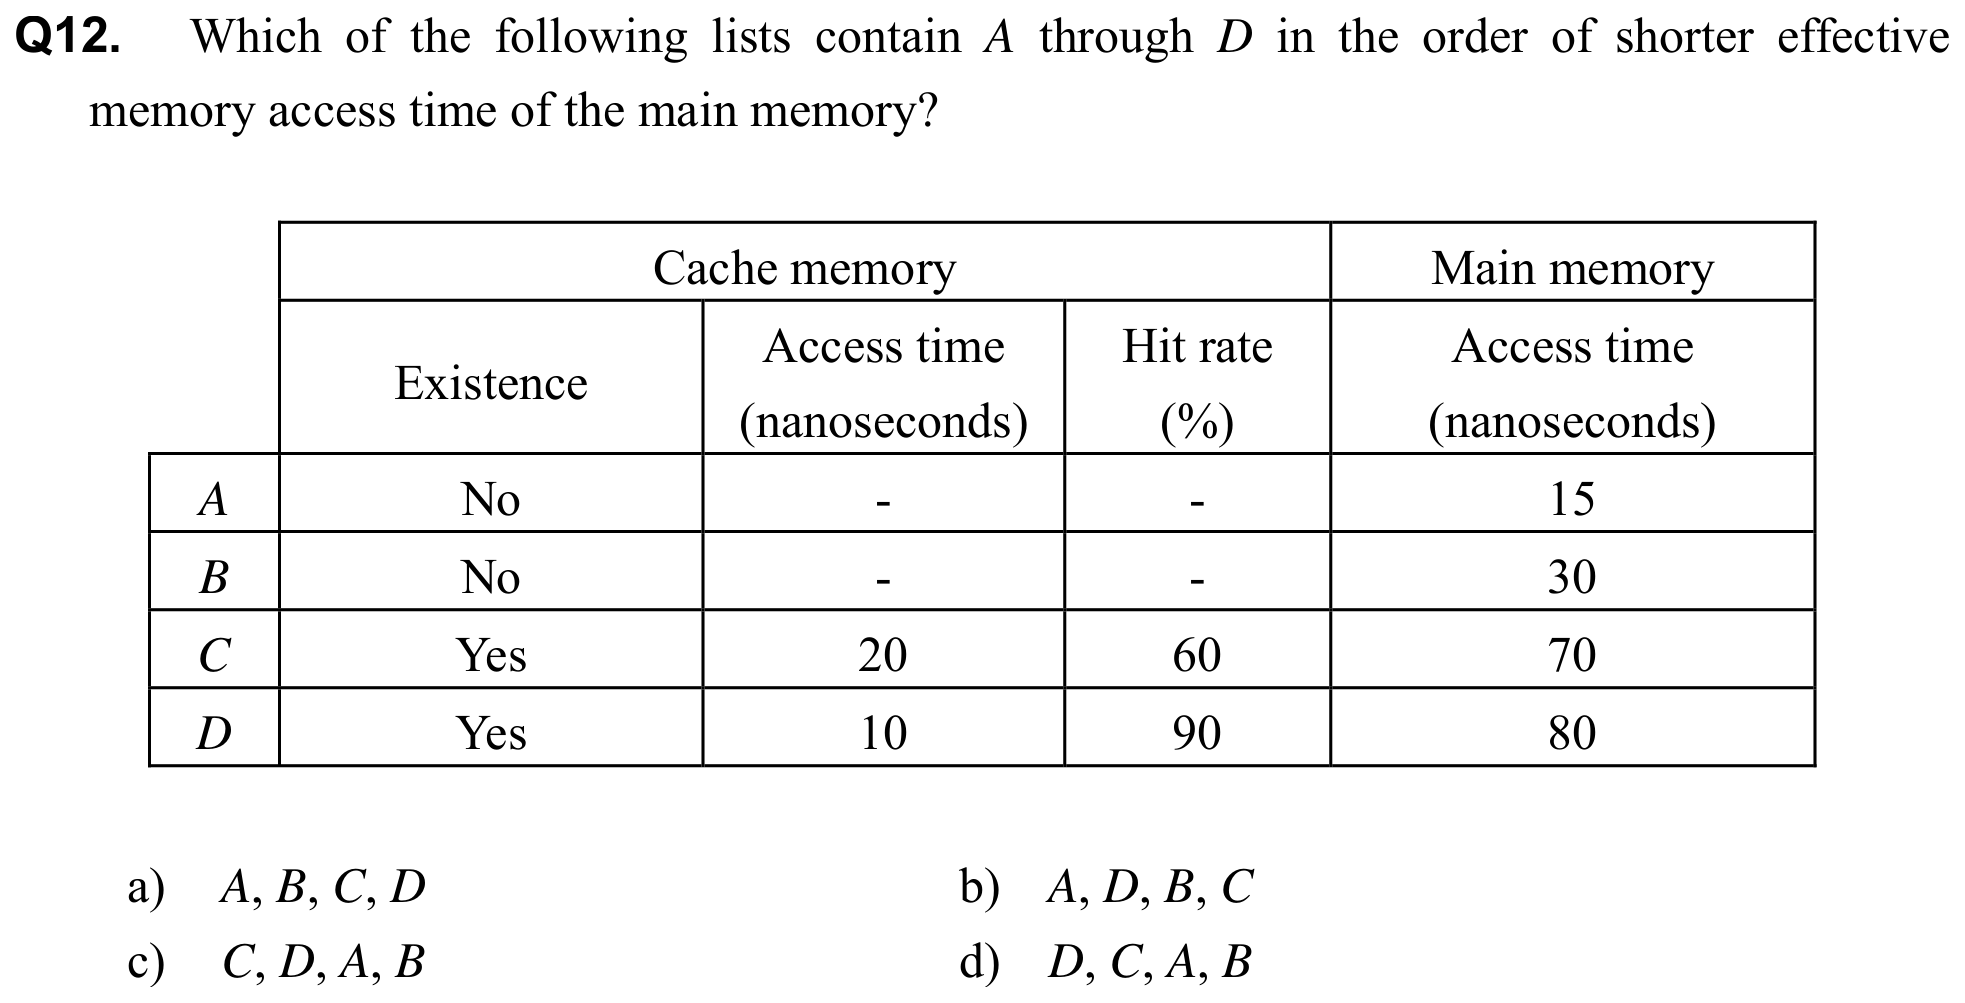 Q12. Which of the following lists contain A through D in the order of shorter effective
memory access time of the main memory?
Cache memory Main memory
Existence Access time (nanoseconds) Hit rate (%) Access time (nanoseconds)
A No - - 15
B No - - 30
C Yes 20 60 70
D Yes 10 90 80
a) A, B, C, D b) A, D, B, C
c) C, D, A, B d) D, C, A, B